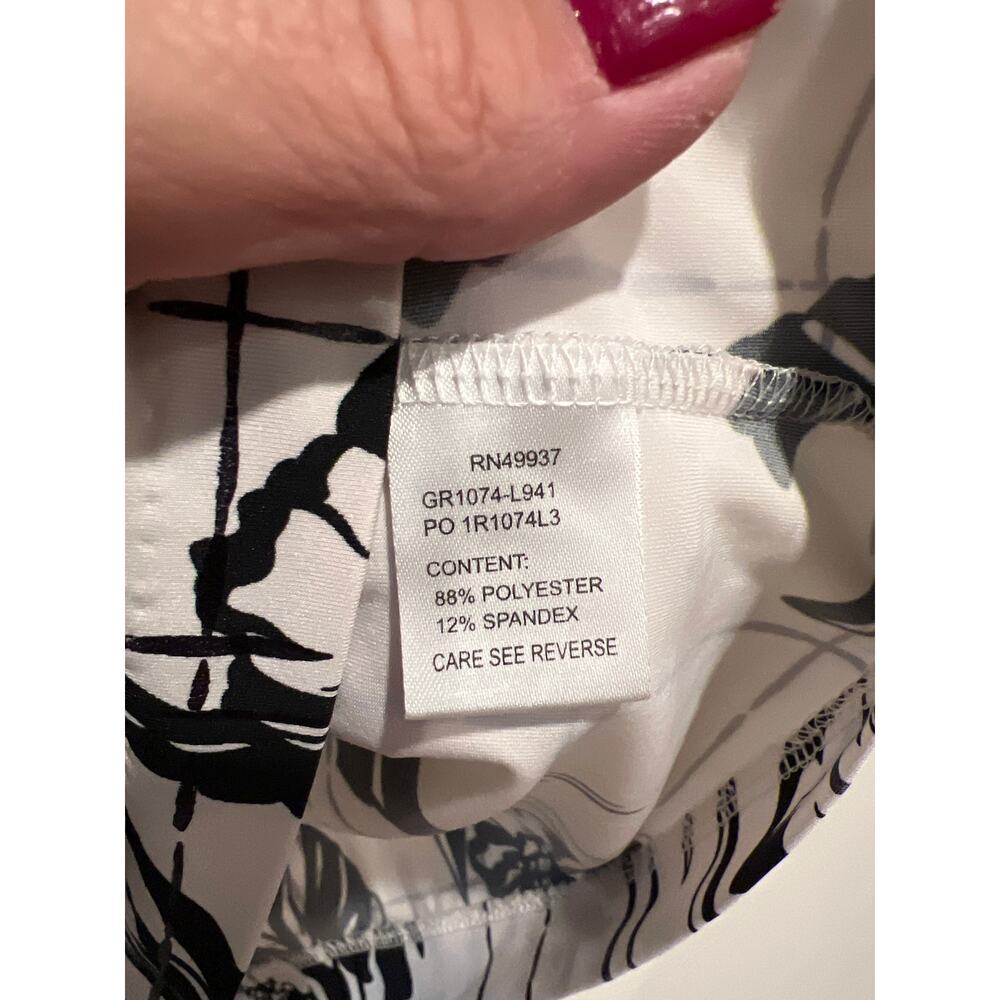 RN49937
GR1074-L941
PO 1R1074L3
CONTENT:
88% POLYESTER
12% SPANDEX
CARE SEE REVERSE